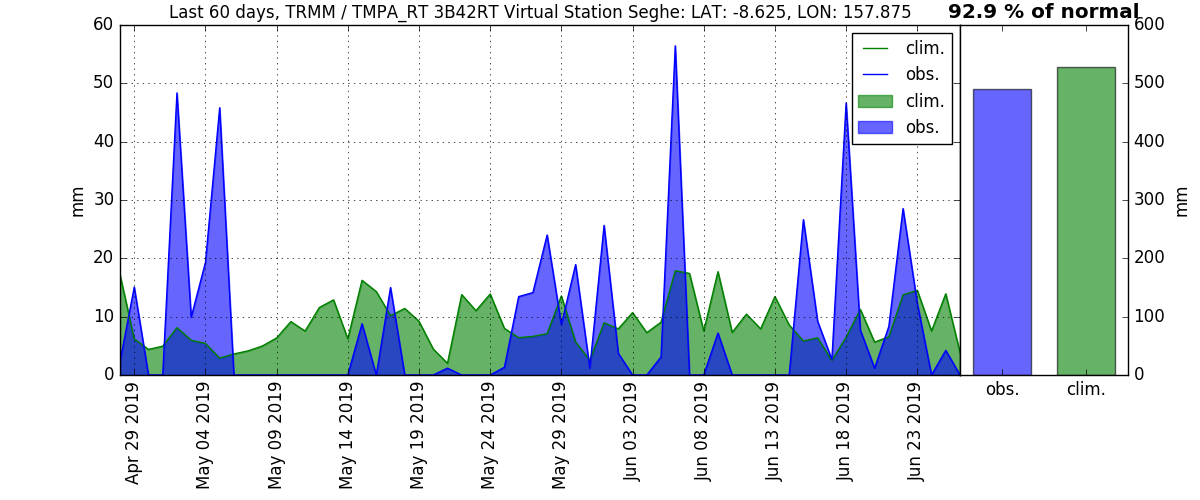 Last 60 days, TRMM / TMPA_RT 3B42RT Virtual Station Seghe: LAT: -8.625, LON: 157.875
92.9 % of normal
60
50
40
30
20
10
0
mm
clim.
obs.
clim.
obs.
600
500
400
300
200
100
0
mm
Apr 29 2019
May 04 2019
May 09 2019
May 14 2019
May 19 2019
May 24 2019
May 29 2019
Jun 03 2019
Jun 08 2019
Jun 13 2019
Jun 18 2019
Jun 23 2019
obs.
clim.